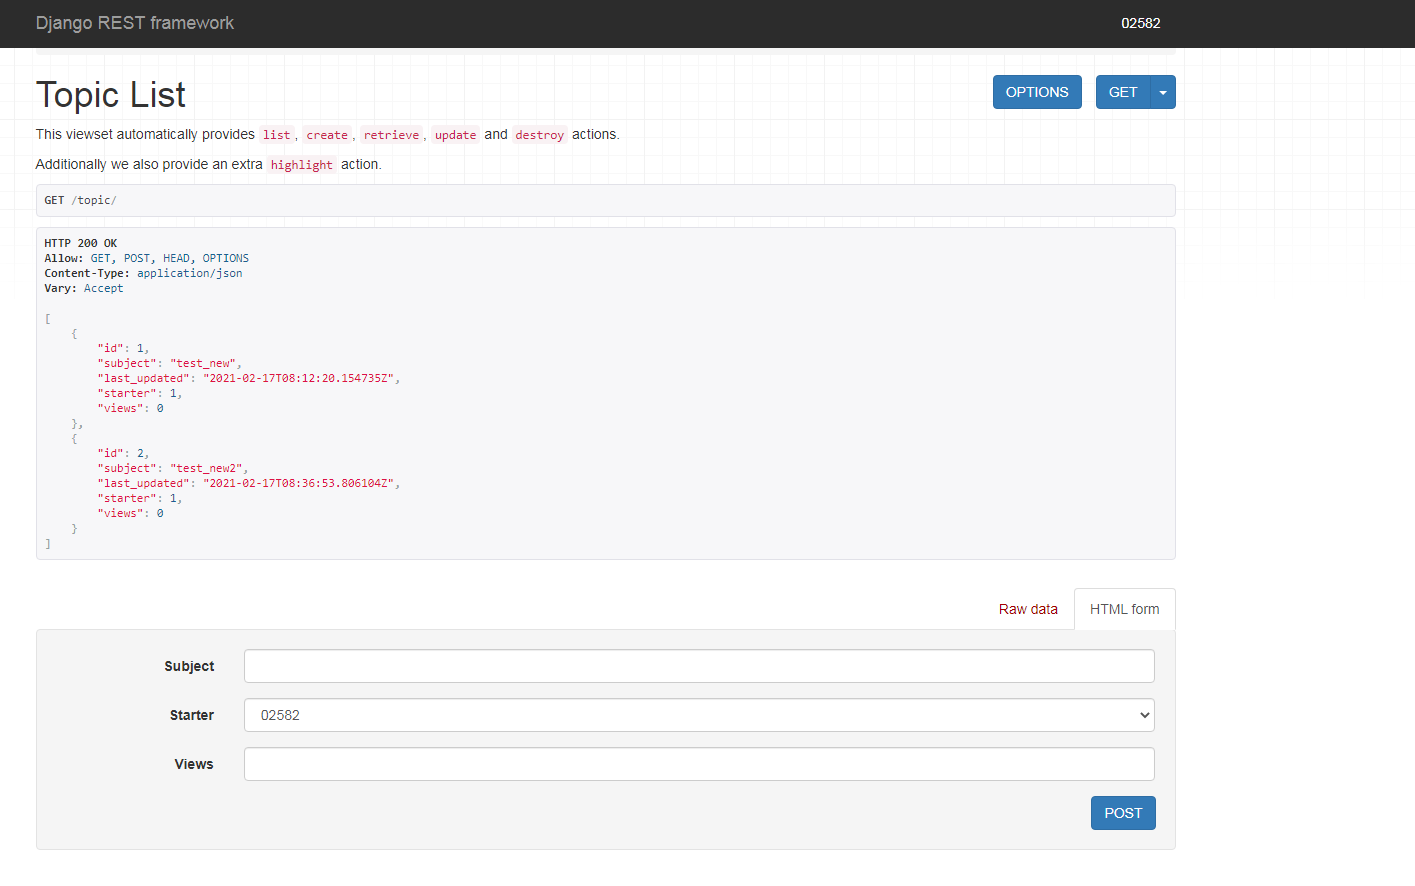 Django REST framework
02582
Topic List
OPTIONS
GET
This viewset automatically provides list, create, retrieve, update and destroy actions.
Additionally we also provide an extra highlight action.
GET /topic/
HTTP 200 OK
Allow: GET, POST, HEAD, OPTIONS
Content-Type: application/json
Vary: Accept
[
    {
        "id": 1,
        "subject": "test_new",
        "last_updated": "2021-02-17T08:12:20.154735Z",
        "starter": 1,
        "views": 0
    },
    {
        "id": 2,
        "subject": "test_new2",
        "last_updated": "2021-02-17T08:36:53.806104Z",
        "starter": 1,
        "views": 0
    }
]
Raw data
HTML form
Subject
Starter
02582
Views
POST